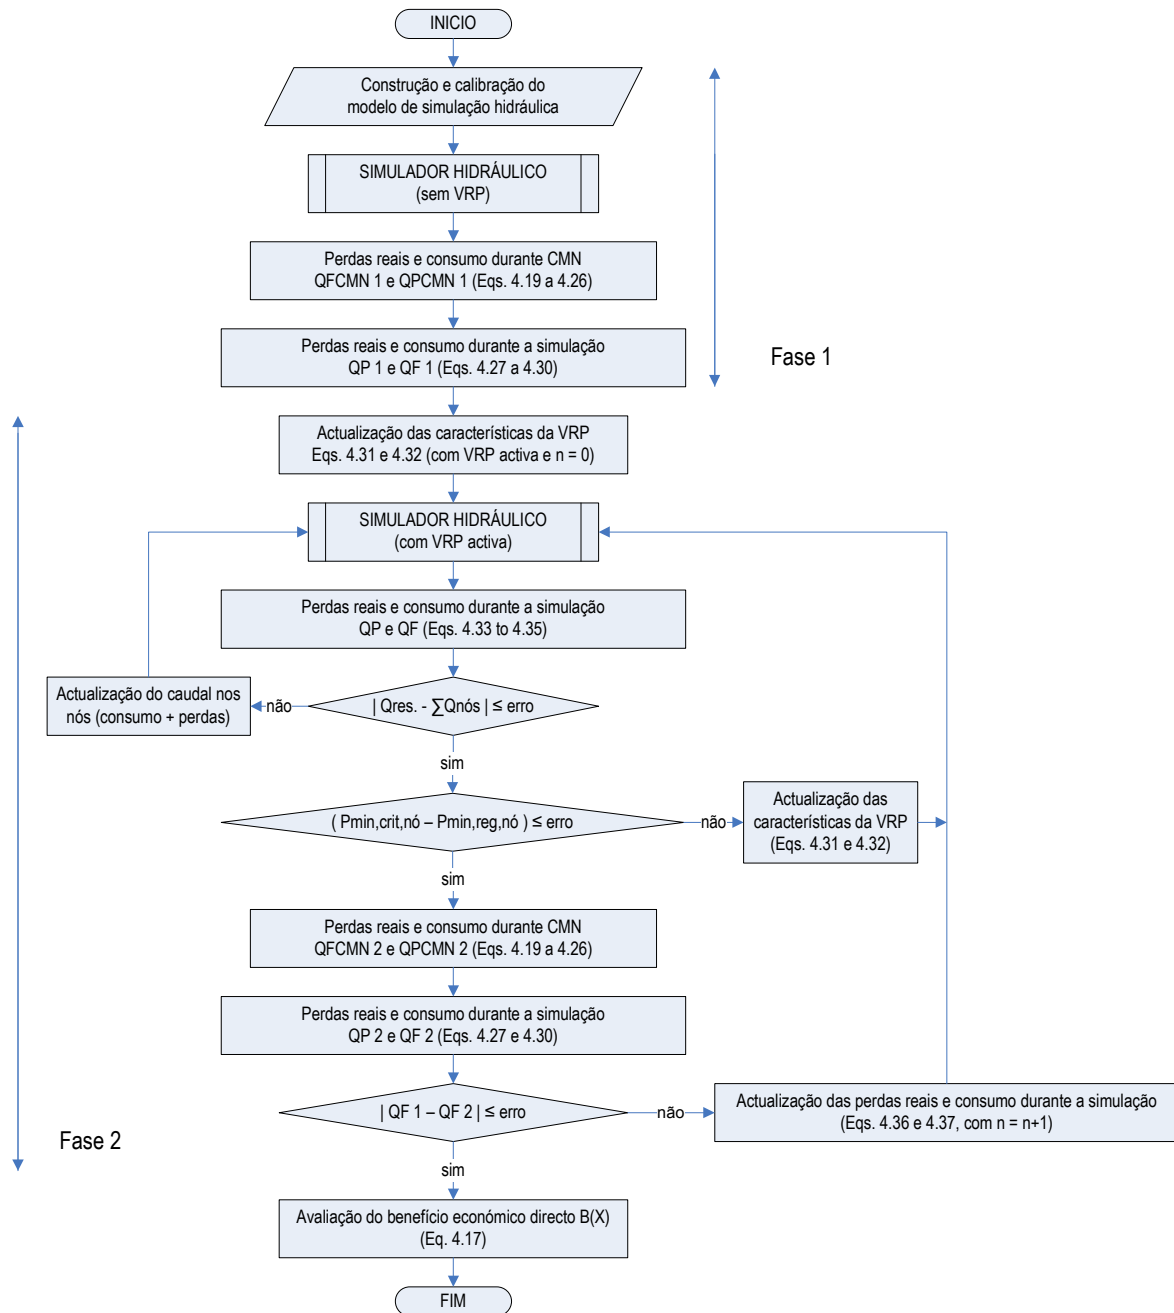 INICIO
Construção e calibração do
modelo de simulação hidráulica
SIMULADOR HIDRÁULICO
(sem VRP)
Perdas reais e consumo durante CMN
QFCMN 1 e QPCMN 1 (Eqs. 4.19 a 4.26)
Perdas reais e consumo durante a simulação
QP 1 e QF 1 (Eqs. 4.27 a 4.30)
Fase 1
Actualização das características da VRP
Eqs. 4.31 e 4.32 (com VRP activa e n = 0)
SIMULADOR HIDRÁULICO
(com VRP activa)
Perdas reais e consumo durante a simulação
QP e QF (Eqs. 4.33 to 4.35)
Actualização do caudal nos
nós (consumo + perdas)
não
| Qres. - ∑Qnós | ≤ erro
sim
( Pmin,crit,nó – Pmin,reg,nó ) ≤ erro
não
Actualização das
características da VRP
(Eqs. 4.31 e 4.32)
sim
Perdas reais e consumo durante CMN
QFCMN 2 e QPCMN 2 (Eqs. 4.19 a 4.26)
Perdas reais e consumo durante a simulação
QP 2 e QF 2 (Eqs. 4.27 e 4.30)
| QF 1 – QF 2 | ≤ erro
não
Actualização das perdas reais e consumo durante a simulação
(Eqs. 4.36 e 4.37, com n = n+1)
Fase 2
sim
Avaliação do benefício económico directo B(X)
(Eq. 4.17)
FIM